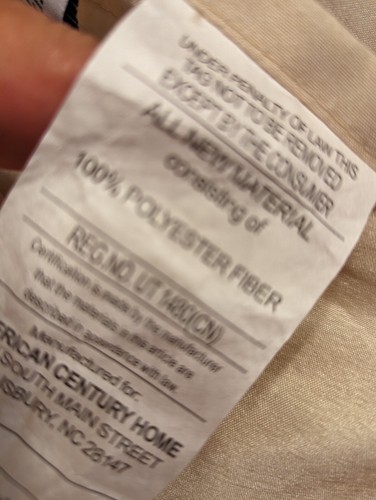 UNDER PENALTY OF LAW THIS
TAG NOT TO BE REMOVED
EXCEPT BY THE CONSUMER
ALL NEW MATERIAL
consisting of
100% POLYESTER FIBER
REG.NO. UT 1485(CN)
Certification is made by the manufacturer
that the materials in the article are
described in accordance with law.
Manufactured for:
ERICAN CENTURY HOME
SOUTH MAIN STREET
ISBURY, NC 28147